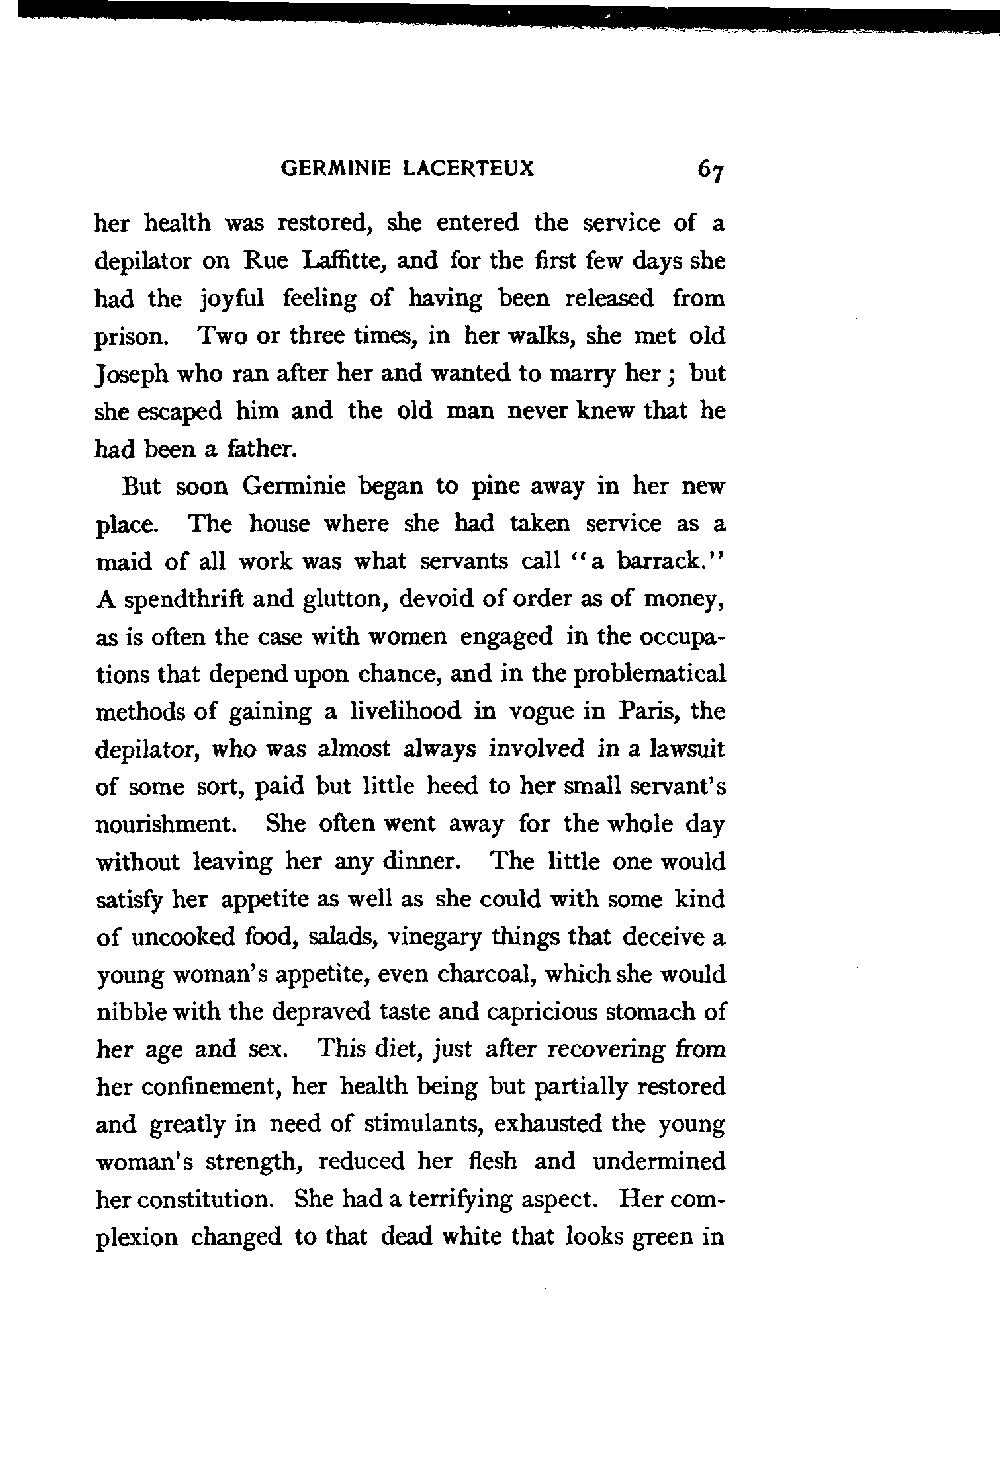 GERMINIE LACERTEUX 67
her health was restored, she entered the service of a
depilator on Rue Laffitte, and for the first few days she
had the joyful feeling of having been released from
prison. Two or three times, in her walks, she met old
Joseph who ran after her and wanted to marry her ; but
she escaped him and the old man never knew that he
had been a father.
But soon Germinie began to pine away in her new
place. The house where she had taken service as a
maid of all work was what servants call “a barrack.”
A spendthrift and glutton, devoid of order as of money,
as is often the case with women engaged in the occupa-
tions that depend upon chance, and in the problematical
methods of gaining a livelihood in vogue in Paris, the
depilator, who was almost always involved in a lawsuit
of some sort, paid but little heed to her small servant's
nourishment. She often went away for the whole day
without leaving her any dinner. The little one would
satisfy her appetite as well as she could with some kind
of uncooked food, salads, vinegary things that deceive a
young woman's appetite, even charcoal, which she would
nibble with the depraved taste and capricious stomach of
her age and sex. This diet, just after recovering from
her confinement, her health being but partially restored
and greatly in need of stimulants, exhausted the young
woman's strength, reduced her flesh and undermined
her constitution. She had a terrifying aspect. Her com-
plexion changed to that dead white that looks green in